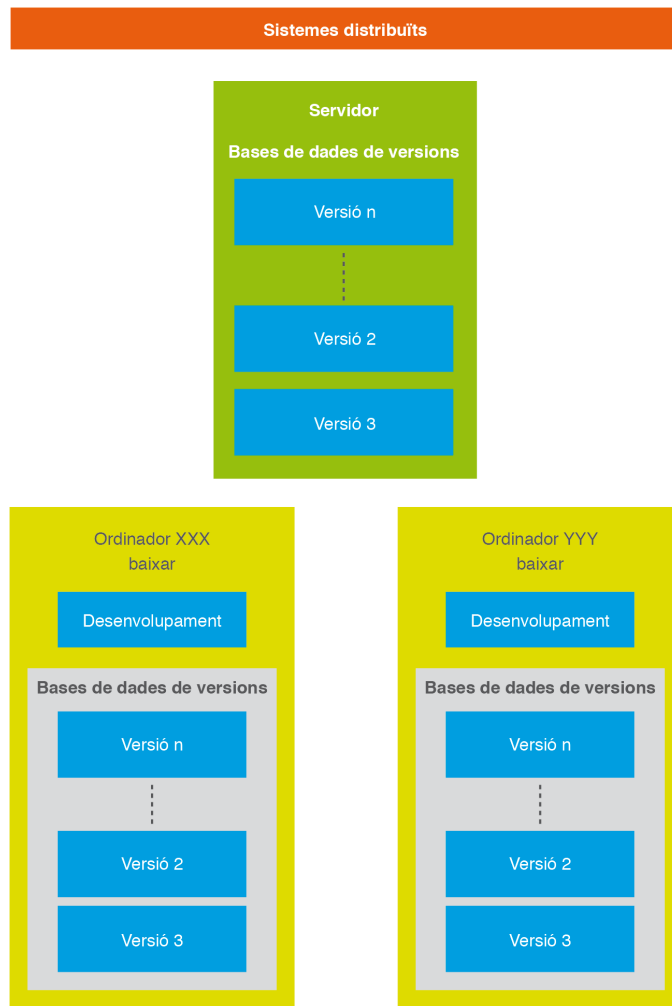 Sistemes distribuïts
Servidor
Bases de dades de versions
Versió n
Versió 2
Versió 3
Ordinador XXX
baixar
Desenvolupament
Bases de dades de versions
Versió n
Versió 2
Versió 3
Ordinador YYY
baixar
Desenvolupament
Bases de dades de versions
Versió n
Versió 2
Versió 3